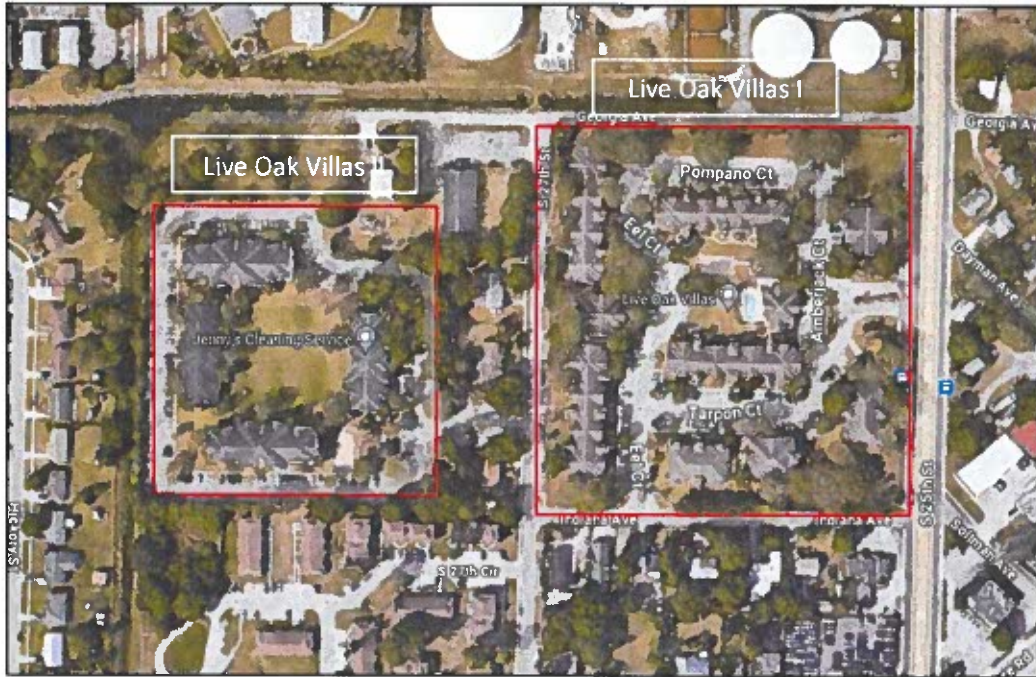 Live Oak Villas I
Georgia Ave
Georgia Av
Live Oak Villas II
S 27th St
Pompano Ct
Eel Ct
Amberjack Ct
Dayman Ave
Live Oak Villas
Jenny's Cleaning Service
Tarpon Ct
Eel Ct
S 25th St
Indiana Ave
Indiana Ave
S 27th Cir
Rd